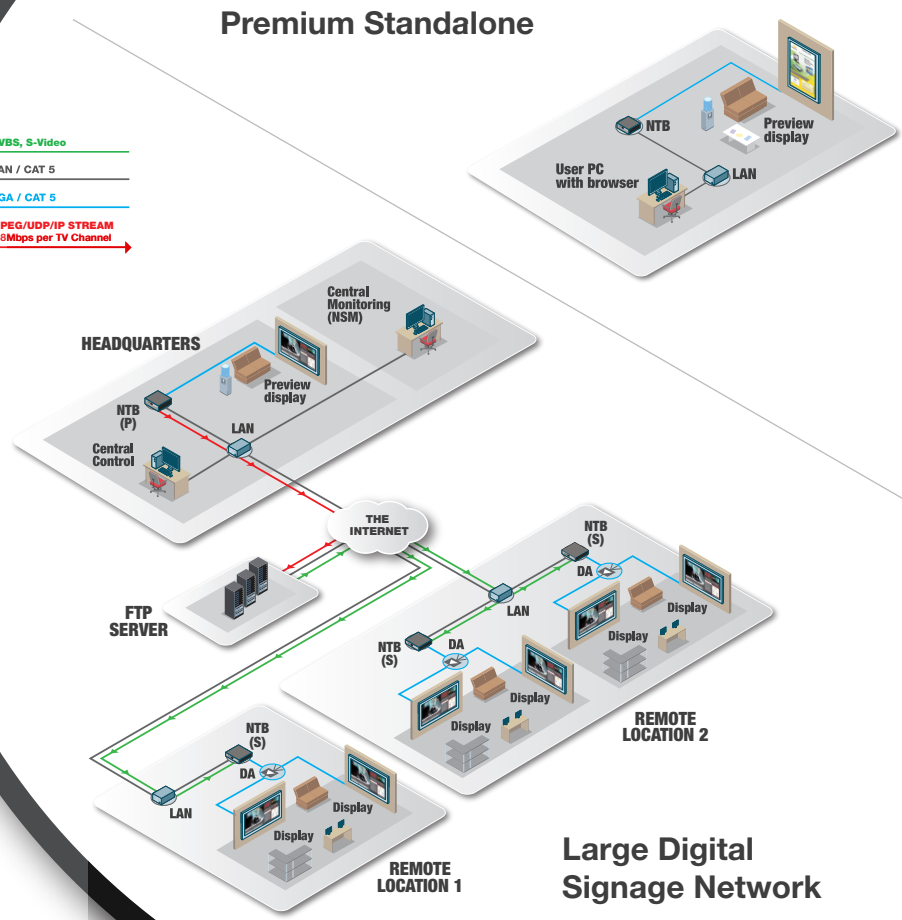 Premium Standalone
VBS, S-Video
AN / CAT 5
GA / CAT 5
PEG/UDP/IP STREAM
8Mbps per TV Channel
NTB
Preview
display
User PC
with browser
LAN
Central
Monitoring
(NSM)
HEADQUARTERS
Preview
display
NTB
(P)
LAN
Central
Control
THE
INTERNET
NTB
(S)
DA
LAN
Display
FTP
SERVER
NTB
(S)
DA
Display
Display
Display
REMOTE
LOCATION 2
NTB
(S)
DA
LAN
Display
Display
REMOTE
LOCATION 1
Large Digital
Signage Network